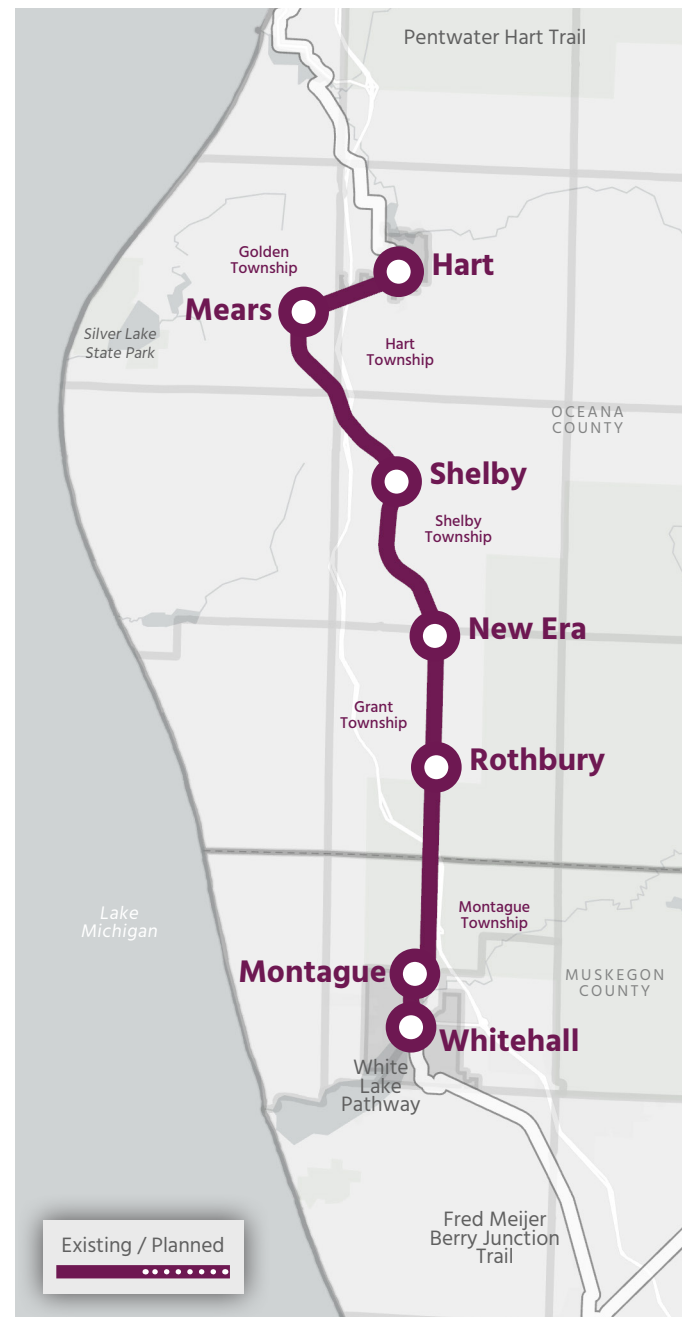 Pentwater Hart Trail
Golden
Township
Hart
Mears
Silver Lake
State Park
Hart
Township
OCEANA
COUNTY
Shelby
Shelby
Township
New Era
Grant
Township
Rothbury
Lake
Michigan
Montague
Township
Montague
MUSKEGON
COUNTY
Whitehall
White
Lake
Pathway
Fred Meijer
Berry Junction
Trail
Existing / Planned